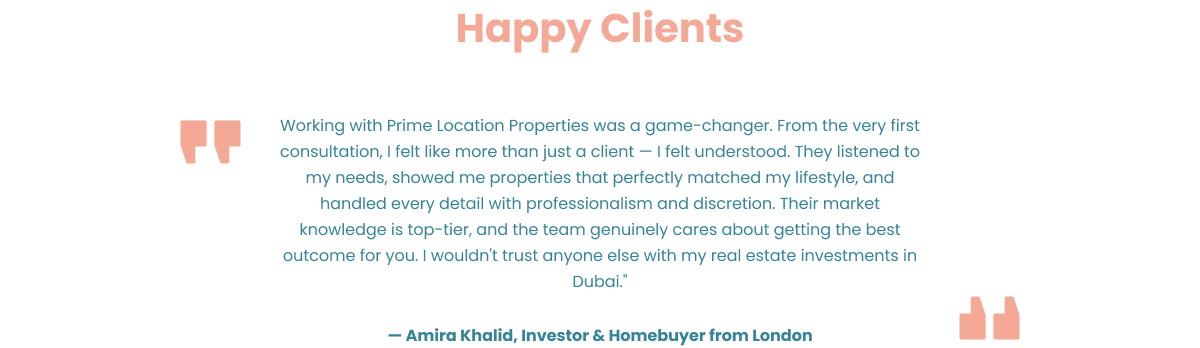 Happy Clients
Working with Prime Location Properties was a game-changer. From the very first
consultation, I felt like more than just a client — I felt understood. They listened to
my needs, showed me properties that perfectly matched my lifestyle, and
handled every detail with professionalism and discretion. Their market
knowledge is top-tier, and the team genuinely cares about getting the best
outcome for you. I wouldn't trust anyone else with my real estate investments in
Dubai."
— Amira Khalid, Investor & Homebuyer from London